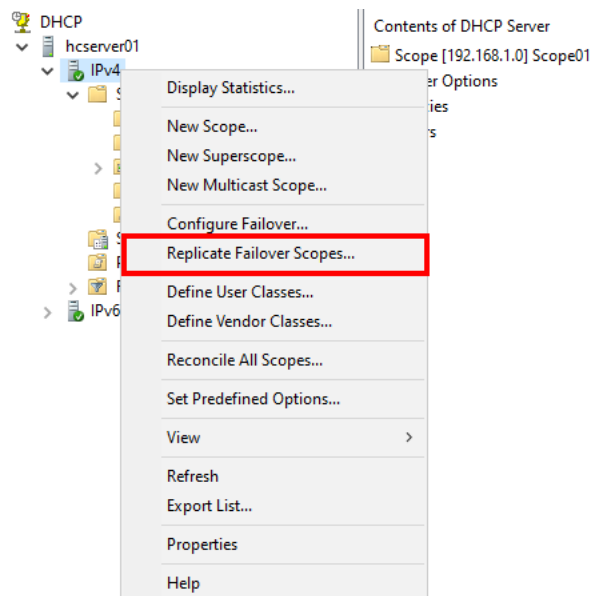 DHCP
hcserver01
IPv4
IPv6
Contents of DHCP Server
Scope [192.168.1.0] Scope01
Options
Display Statistics...
New Scope...
New Superscope...
New Multicast Scope...
Configure Failover...
Replicate Failover Scopes...
Define User Classes...
Define Vendor Classes...
Reconcile All Scopes...
Set Predefined Options...
View
Refresh
Export List...
Properties
Help